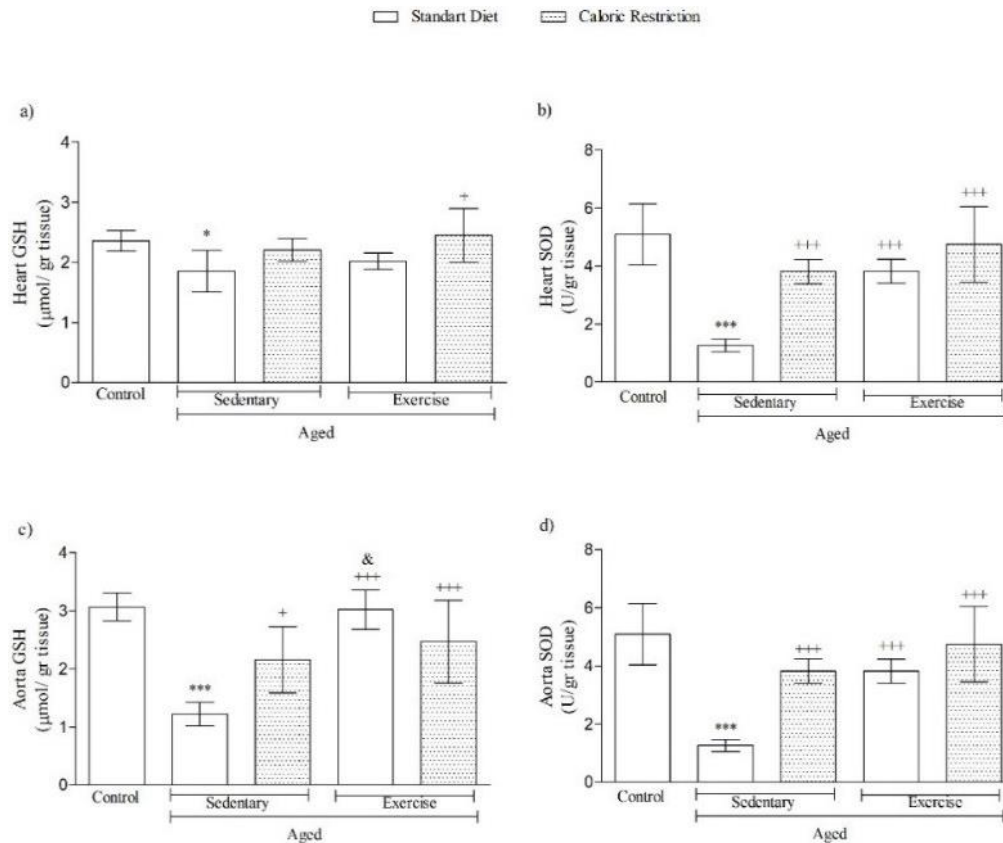 Standart Diet Caloric Restriction
a)
Heart GSH
(μmol/ gr tissue)
4
3
2
1
0
*
+
Control
Sedentary Exercise
Aged
b)
Heart SOD
(U/gr tissue)
8
6
4
2
0
***
+++
+++
+++
Control
Sedentary Exercise
Aged
c)
Aorta GSH
(μmol/ gr tissue)
4
3
2
1
0
***
+
&
+++
+++
Control
Sedentary Exercise
Aged
d)
Aorta SOD
(U/gr tissue)
8
6
4
2
0
***
+++
+++
+++
Control
Sedentary Exercise
Aged